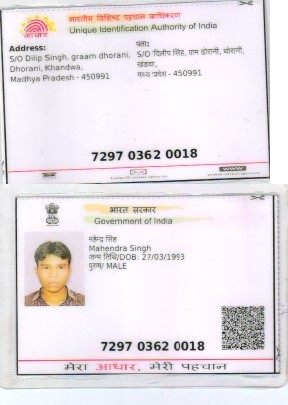 भारतीय विशिष्ट पहचान प्राधिकरण
Unique Identification Authority of India
आधार
Address:
S/O Dilip Singh, graam dhorani,
Dhorani, Khandwa,
Madhya Pradesh - 450991
पता:
S/O दिलीप सिंह, ग्राम ढोरानी, धोरानी,
खंडवा,
मध्य प्रदेश - 450991
7297 0362 0018
www
भारत सरकार
Government of India
महेन्द्र सिंह
Mahendra Singh
जन्म तिथि/DOB: 27/03/1993
पुरुष/ MALE
7297 0362 0018
मेरा आधार, मेरी पहचान